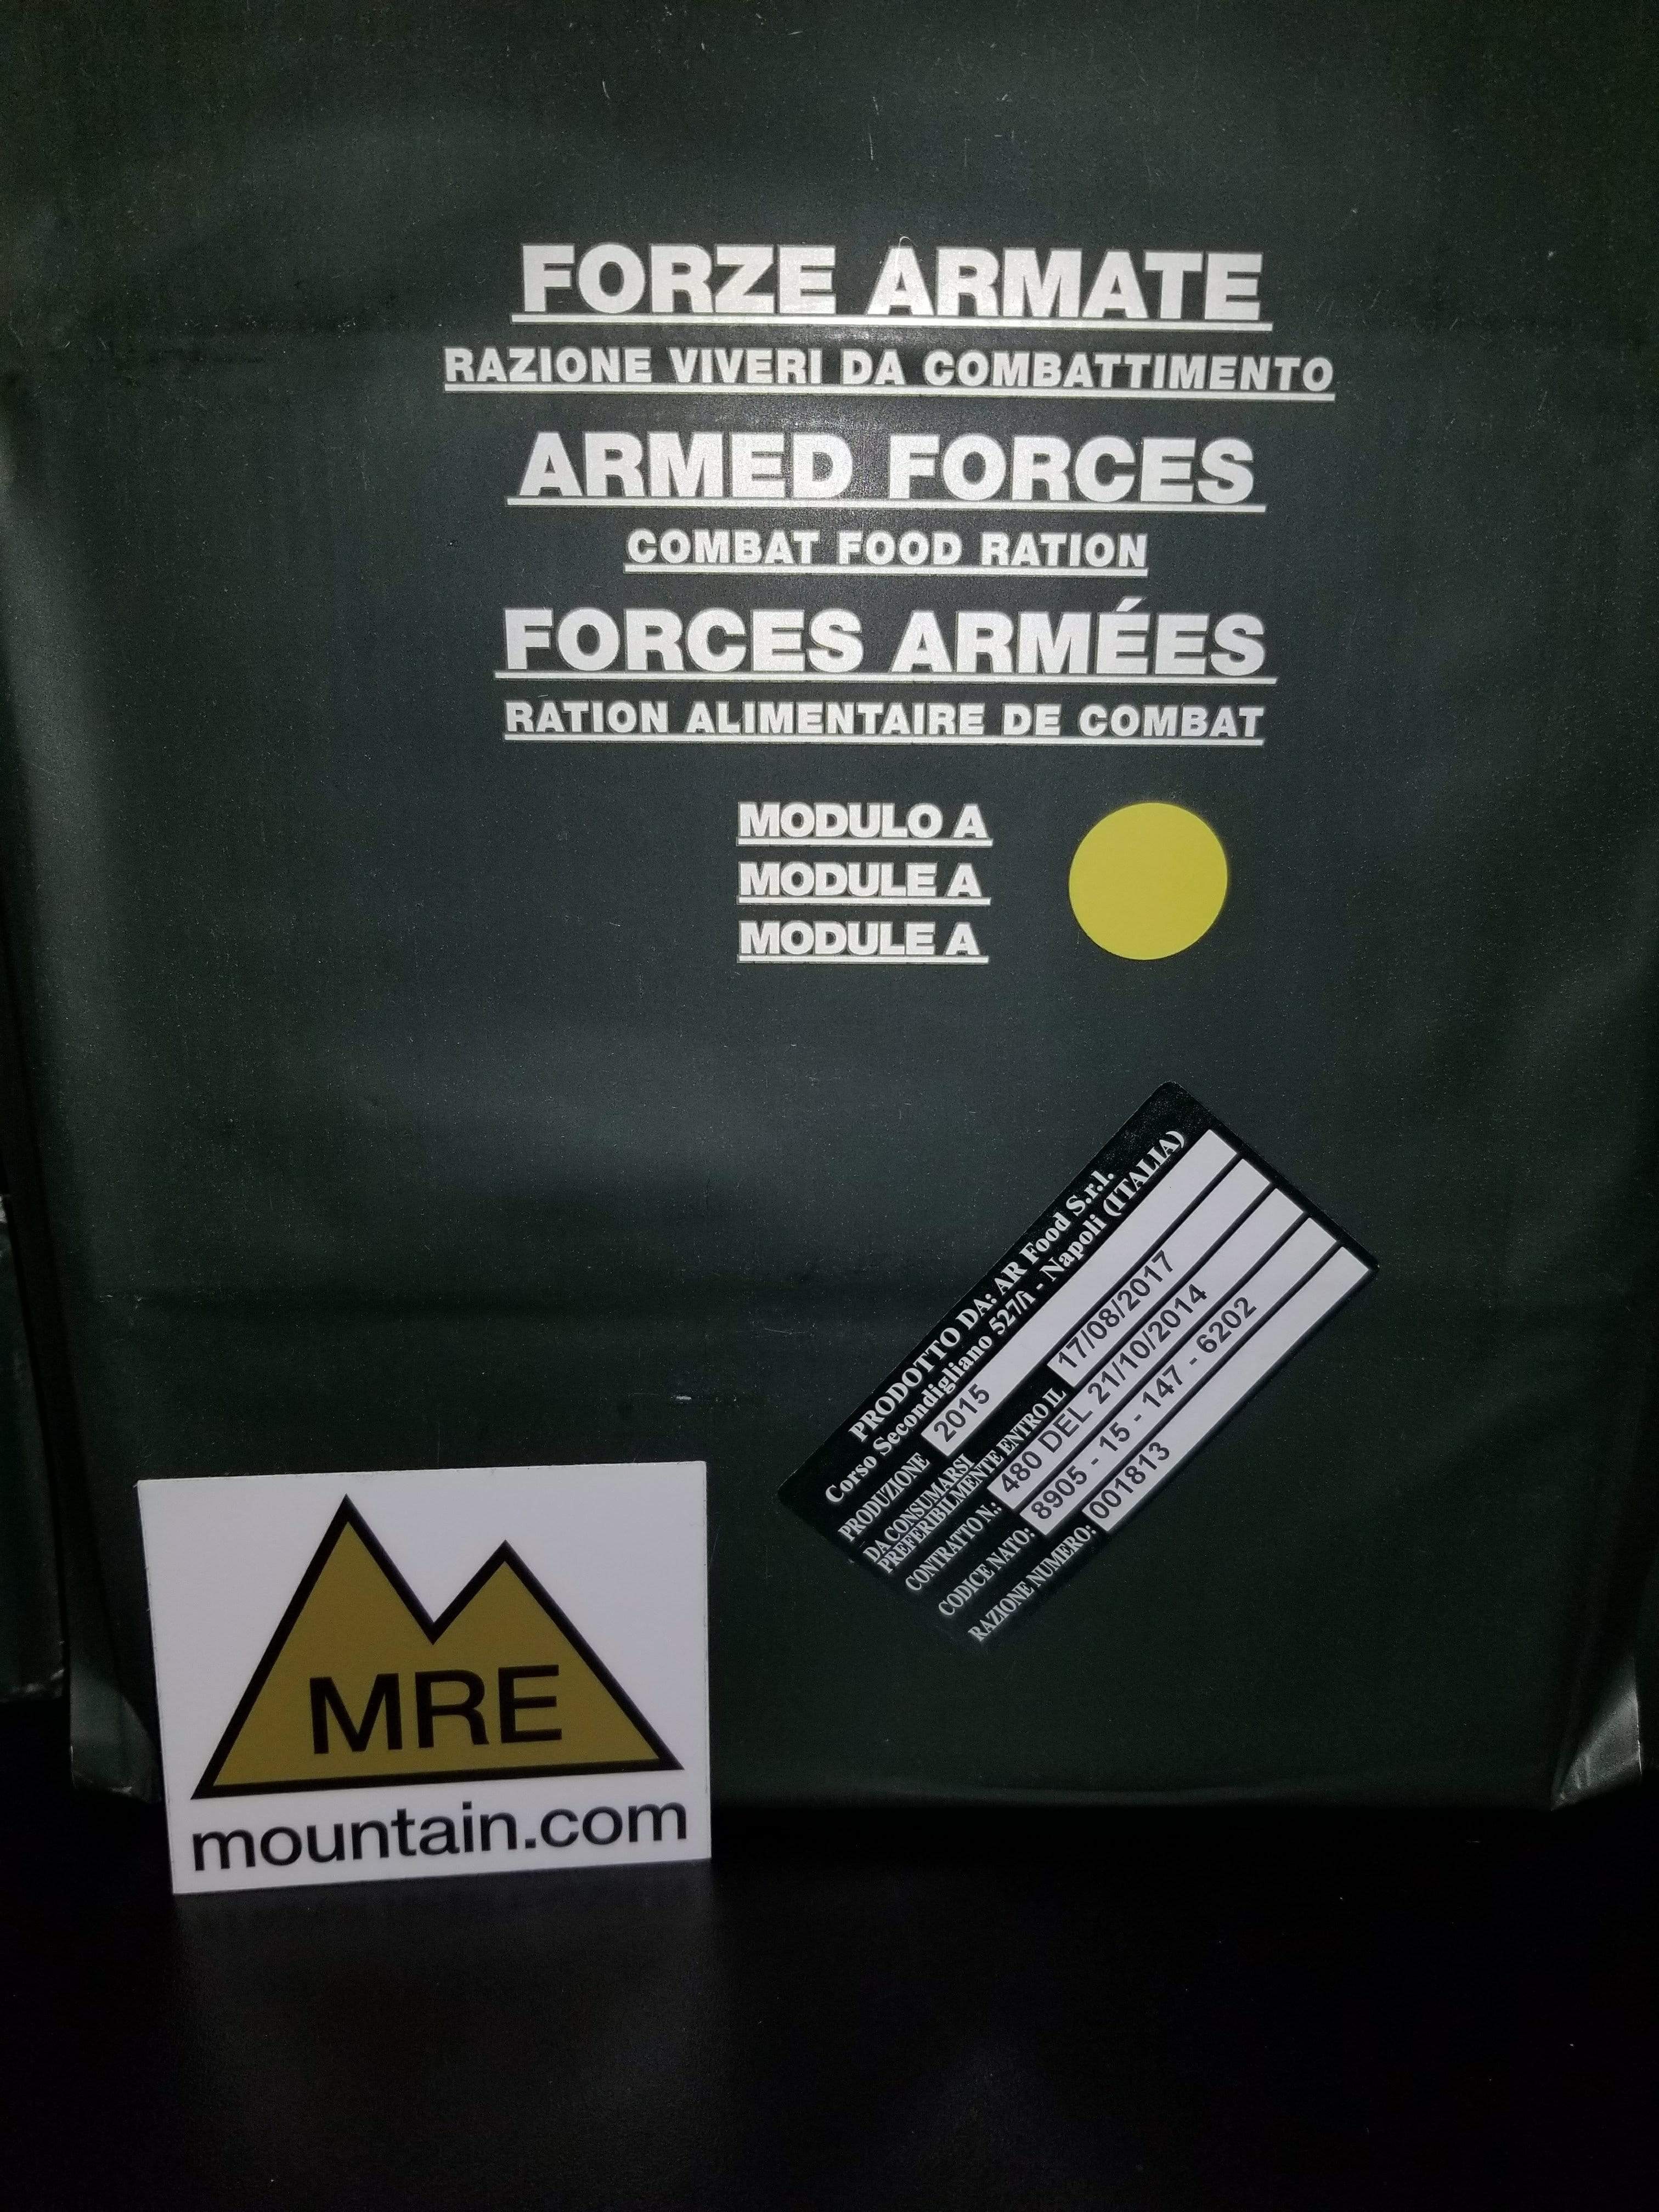 FORZE ARMATE
RAZIONE VIVERI DA COMBATTIMENTO
ARMED FORCES
COMBAT FOOD RATION
FORCES ARMÉES
RATION ALIMENTAIRE DE COMBAT
MODULO A
MODULE A
MODULE A
PRODOTTO DA: AR Food S.r.l.
Corso Secondigliano 527/i - Napoli (ITALIA)
PRODUZIONE 2015
DA CONSUMARSI
PREFERIBILMENTE ENTRO IL 17/08/2017
CONTRATTO N.: 480 DEL 21/10/2014
CODICE NATO: 8905 - 15 - 147 - 6202
RAZIONE NUMERO: 001813
MRE
mountain.com